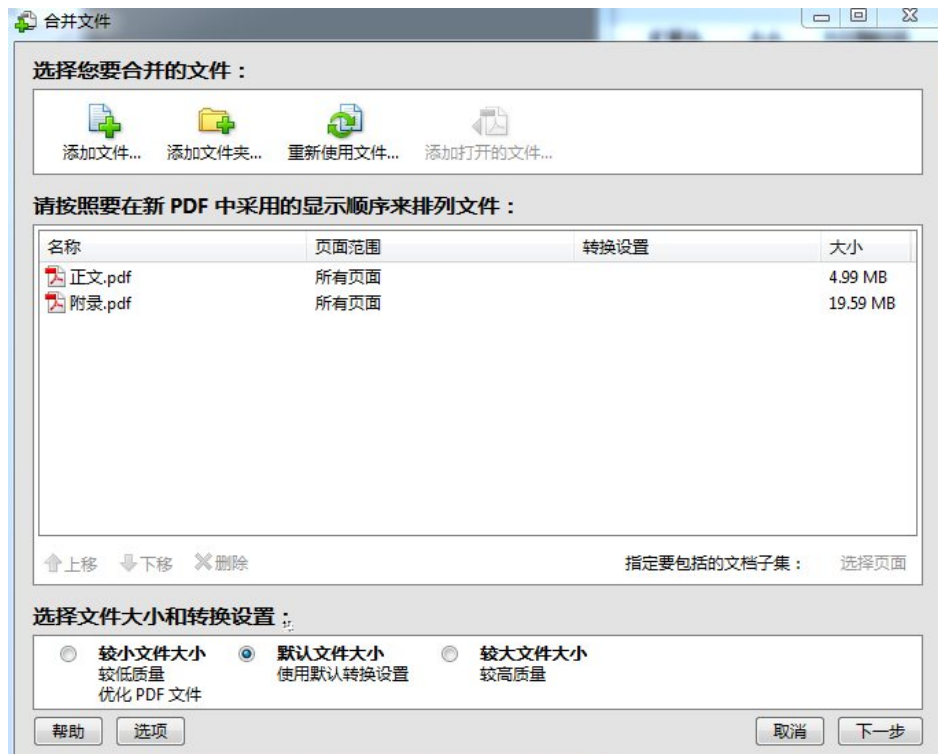 合并文件
选择您要合并的文件：
添加文件... 添加文件夹... 重新使用文件... 添加打开的文件...
请按照要在新 PDF 中采用的显示顺序来排列文件：
名称 页面范围 转换设置 大小
正文.pdf 所有页面 4.99 MB
附录.pdf 所有页面 19.59 MB
上移 下移 删除 指定要包括的文档子集： 选择页面
选择文件大小和转换设置：
较小文件大小 默认文件大小 较大文件大小
较低质量 使用默认转换设置 较高质量
优化 PDF 文件
帮助 选项 取消 下一步